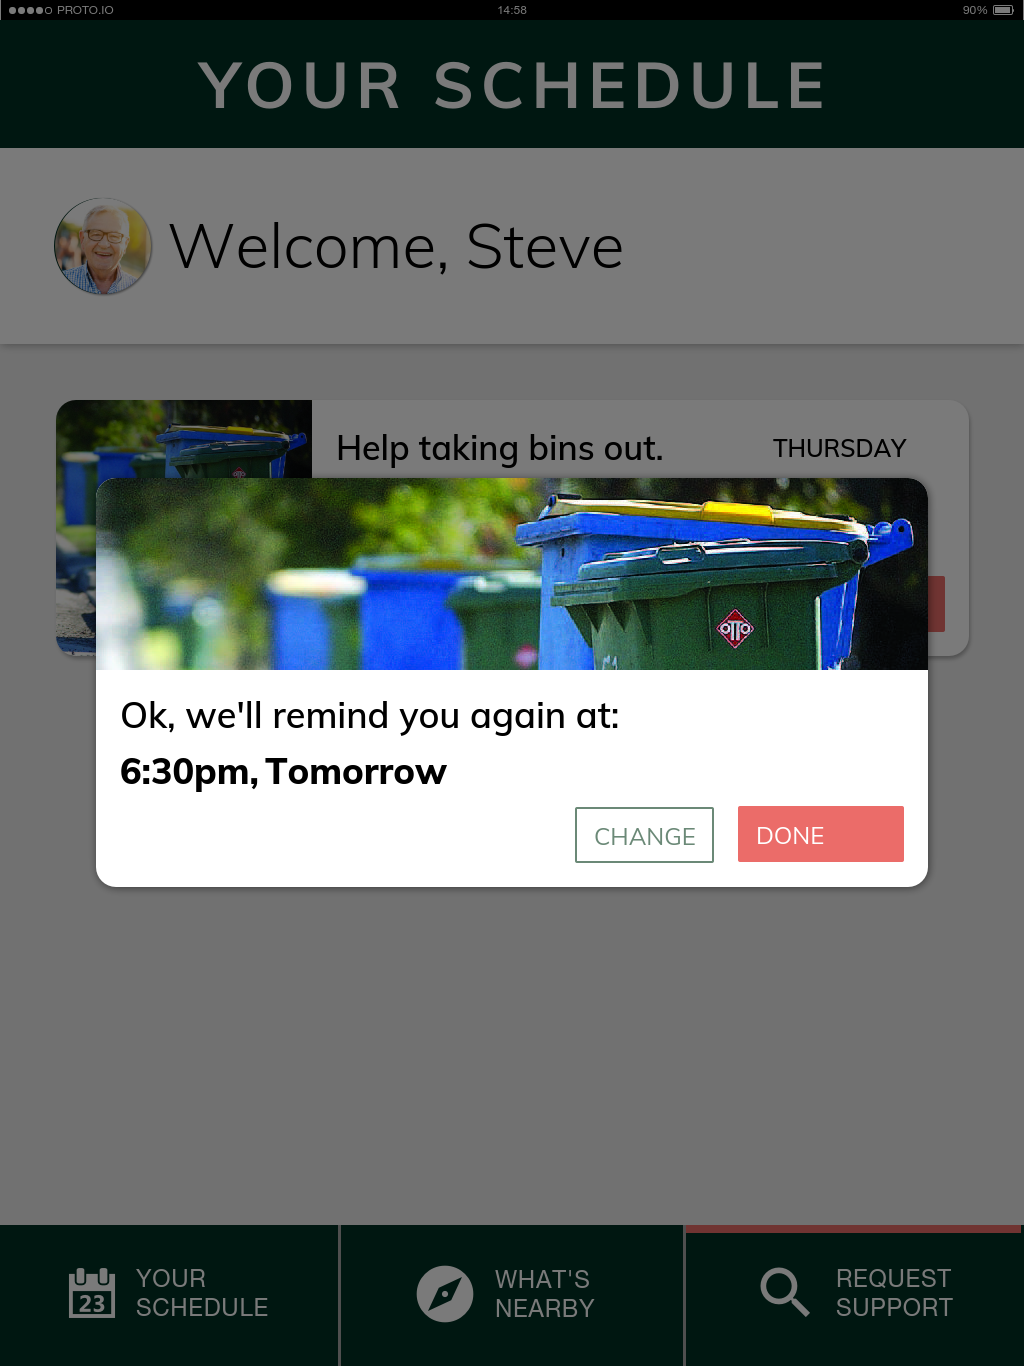 PROTO.IO 14:58 90%
YOUR SCHEDULE
Welcome, Steve
Help taking bins out. THURSDAY
OTTO
Ok, we'll remind you again at:
6:30pm, Tomorrow
CHANGE DONE
23
YOUR
SCHEDULE
WHAT'S
NEARBY
REQUEST
SUPPORT